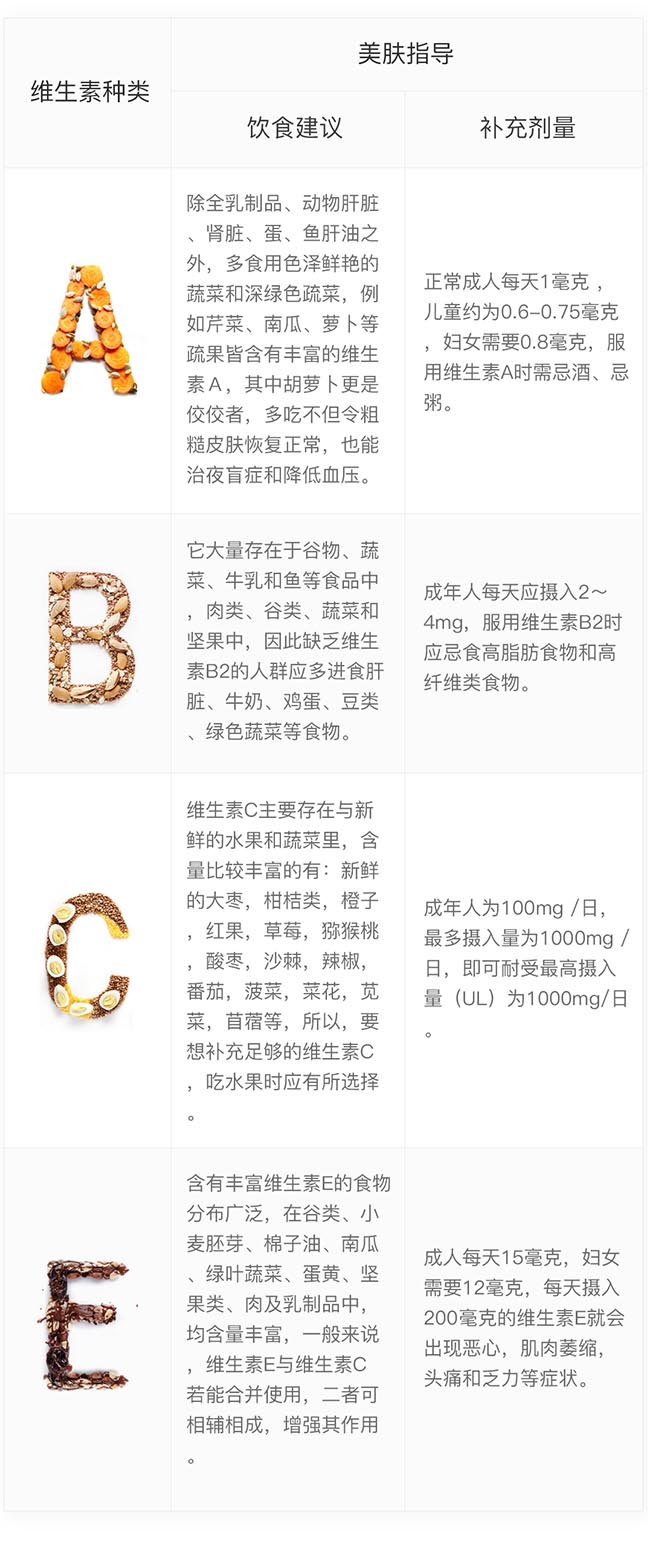 美肤指导
维生素种类
饮食建议
补充剂量
除全乳制品、动物肝脏
、肾脏、蛋、鱼肝油之
外，多食用色泽鲜艳的
蔬菜和深绿色疏菜，例
如芹菜、南瓜、萝卜等
疏果皆含有丰富的维生
素A，其中胡萝卜更是
佼佼者，多吃不但令粗
糙皮肤恢复正常，也能
治夜盲症和降低血压。
正常成人每天1毫克，
儿童约为0.6-0.75毫克
，妇女需要0.8毫克，服
用维生素A时需忌酒、忌
粥。
它大量存在于谷物、蔬
菜、牛乳和鱼等食品中
，肉类、谷类、蔬菜和
坚果中，因此缺乏维生
素B2的人群应多进食肝
脏、牛奶、鸡蛋、豆类
、绿色蔬菜等食物。
成年人每天应摄入2～
4mg，服用维生素B2时
应忌食高脂肪食物和高
纤维类食物。
维生素C主要存在与新
鲜的水果和蔬菜里，含
量比较丰富的有：新鲜
的大枣，柑桔类，橙子
，红果，草莓，猕猴桃
，酸枣，沙棘，辣椒，
番茄，菠菜，菜花，苋
菜，苜蓿等，所以，要
想补充足够的维生素C
，吃水果时应有所选择
。
成年人为100mg /日，
最多摄入量为1000mg /
日，即可耐受最高摄入
量（UL）为1000mg/日
。
含有丰富维生素E的食物
分布广泛，在谷类、小
麦胚芽、棉子油、南瓜
、绿叶蔬菜、蛋黄、坚
果类、肉及乳制品中，
均含量丰富，一般来说
，维生素E与维生素C
若能合并使用，二者可
相辅相成，增强其作用
。
成人每天15毫克，妇女
需要12毫克，每天摄入
200毫克的维生素E就会
出现恶心，肌肉萎缩，
头痛和乏力等症状。
A
B
C
E